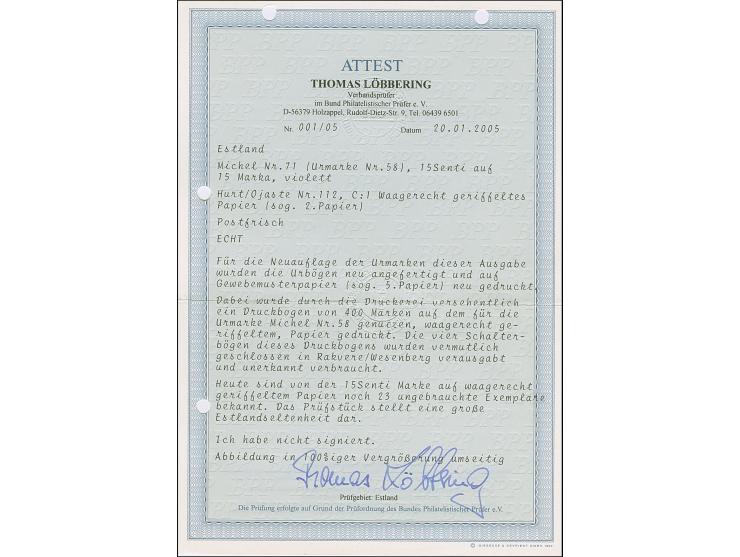 ATTEST
THOMAS LÖBBERING
Verbandsprüfer
im Bund Philatelistischer Prüfer e. V.
D-56379 Holzappel, Rudolf-Dietz-Str. 9, Tel. 06439 6501
Nr. 001/05 Datum 20.01.2005
Estland
Michel Nr.71 (Urmarke Nr.58), 15Senti auf
15 Marka, violett
Hurt/Ojaste Nr.112, C:1 Waagerecht geriffeltes
Papier (sog. 2.Papier)
Postfrisch
ECHT
Für die Neuauflage der Urmarken dieser Ausgabe
wurden die Urbögen neu angefertigt und auf
Gewebemusterpapier (sog. 5.Papier) neu gedruckt.
Dabei wurde durch die Druckerei versehentlich
ein Druckbogen von 400 Marken auf dem für die
Urmarke Michel Nr.58 genutzen, waagerecht ge-
riffeltem, Papier gedruckt. Die vier Schalter-
bögen dieses Druckbogens wurden vermutlich
geschlossen in Rakvere/Wesenberg verausgabt
und unerkannt verbraucht.
Heute sind von der 15Senti Marke auf waagerecht
geriffeltem Papier noch 23 ungebrauchte Exemplare
bekannt. Das Prüfstück stellt eine große
Estlandseltenheit dar.
Ich habe nicht signiert.
Abbildung in 100%iger Vergrößerung umseitig
Thomas Löbbering
Prüfgebiet: Estland
Die Prüfung erfolgte auf Grund der Prüfordnung des Bundes Philatelistischer Prüfer e.V.